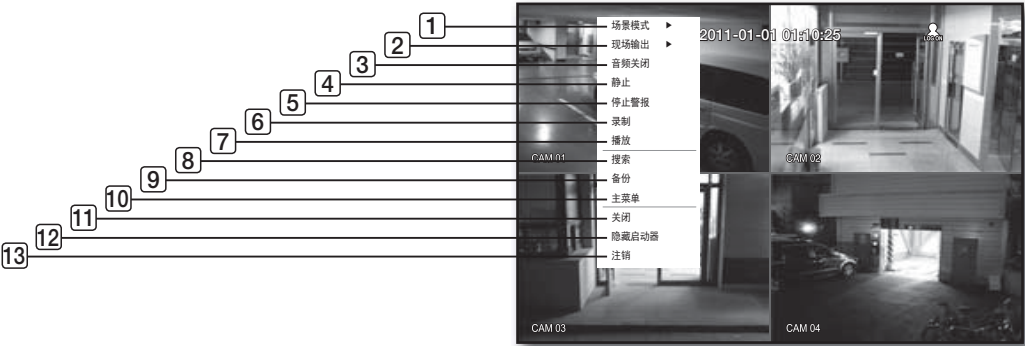 1 场景模式 ▶
2 现场输出 ▶
3 音频关闭
4 静止
5 停止警报
6 录制
7 播放
8 搜索
9 备份
10 主菜单
11 关闭
12 隐藏启动器
13 注销
2011-01-01 01:10:25
LOG ON
CAM 01
CAM 02
CAM 03
CAM 04